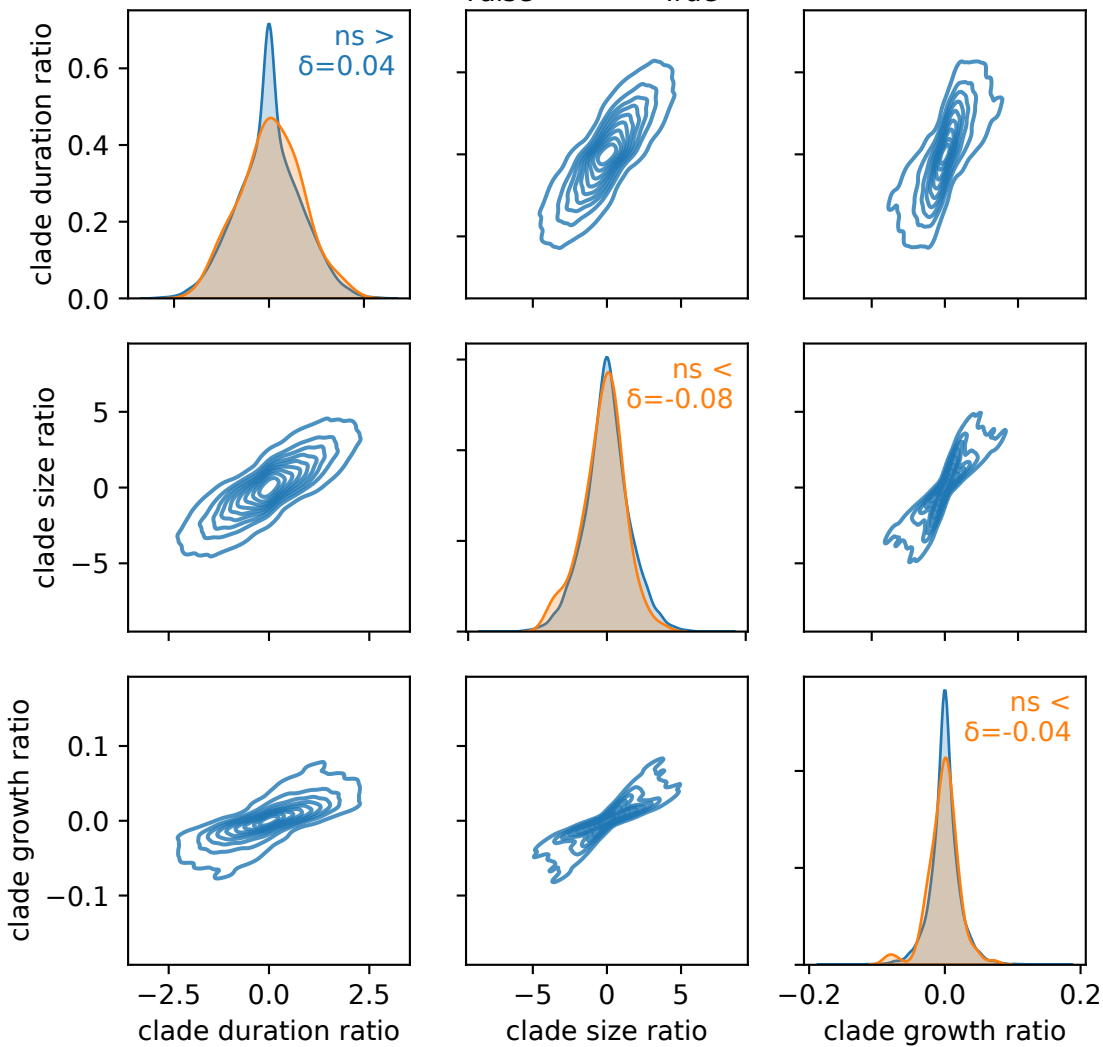 clade duration ratio
0.6
0.4
0.2
0.0
ns >
δ=0.04
clade size ratio
5
0
−5
ns <
δ=-0.08
clade growth ratio
0.1
0.0
−0.1
ns <
δ=-0.04
−2.5 0.0 2.5
−5 0 5
−0.2 0.0 0.2
clade duration ratio
clade size ratio
clade growth ratio